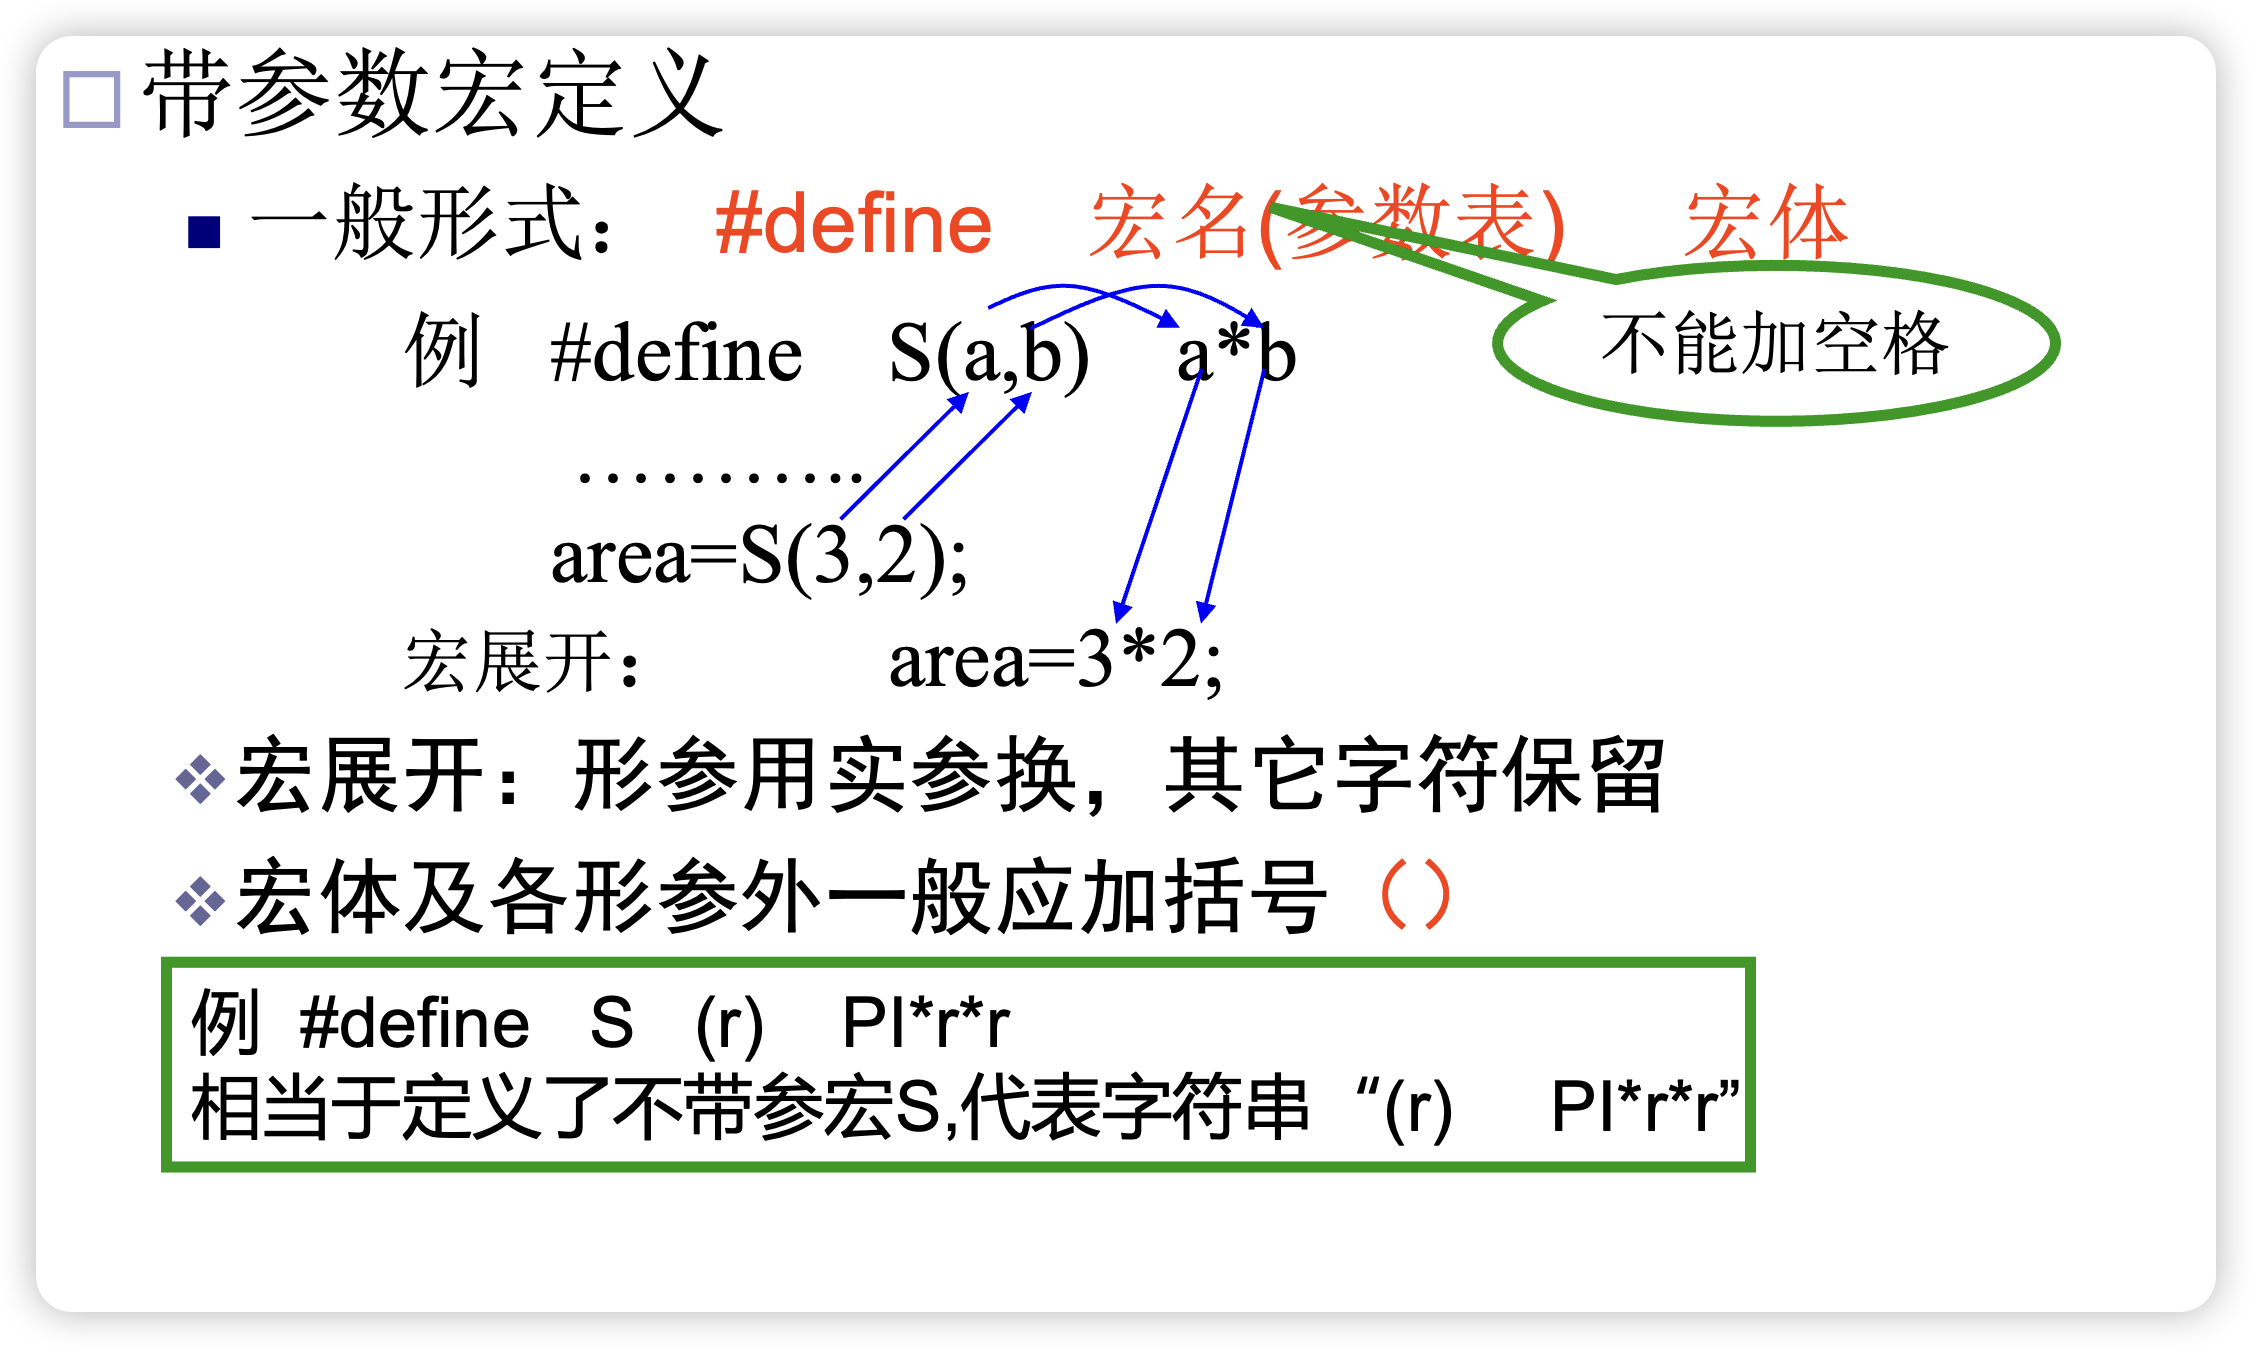 带参数宏定义
一般形式： #define 宏名(参数表) 宏体
不能加空格
例 #define S(a,b) a*b
………..
area=S(3,2);
宏展开： area=3*2;
宏展开：形参用实参换，其它字符保留
宏体及各形参外一般应加括号（）
例 #define S (r) PI*r*r
相当于定义了不带参宏S,代表字符串“(r) PI*r*r”